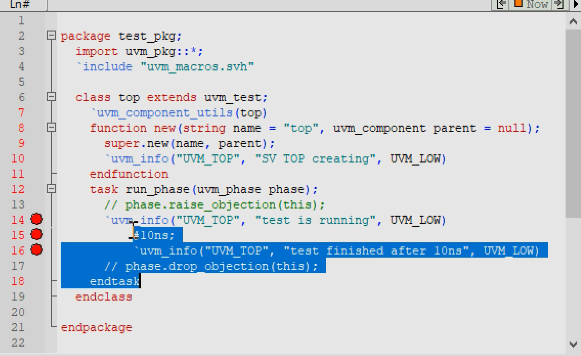 Ln# Now
1
2 package test_pkg;
3 import uvm_pkg::*;
4 `include "uvm_macros.svh"
5
6 class top extends uvm_test;
7 `uvm_component_utils(top)
8 function new(string name = "top", uvm_component parent = null);
9 super.new(name, parent);
10 `uvm_info("UVM_TOP", "SV TOP creating", UVM_LOW)
11 endfunction
12 task run_phase(uvm_phase phase);
13 // phase.raise_objection(this);
14 `uvm_info("UVM_TOP", "test is running", UVM_LOW)
15 #10ns;
16 `uvm_info("UVM_TOP", "test finished after 10ns", UVM_LOW)
17 // phase.drop_objection(this);
18 endtask
19 endclass
20
21 endpackage
22